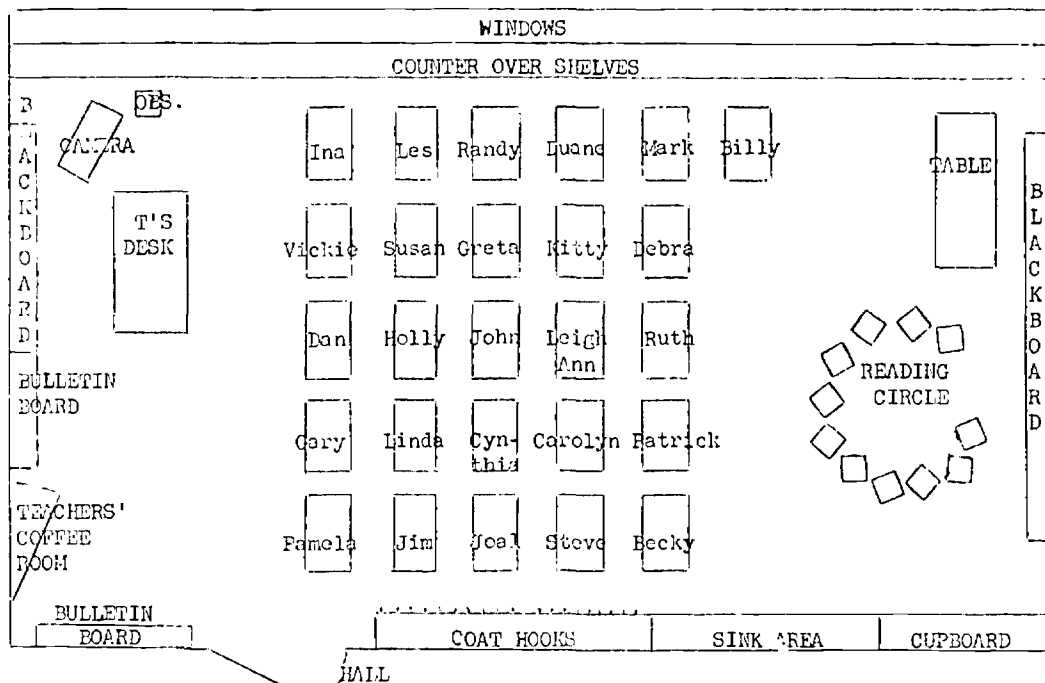 WINDOWS
COUNTER OVER SHELVES
OBS.
CAMERA
BLACKBOARD
T'S
DESK
Ina Les Randy Duane Mark Billy
TABLE
BLACKBOARD
Vickie Susan Greta Kitty Debra
Dan Holly John Leigh Ann Ruth
READING
CIRCLE
BULLETIN
BOARD
Gary Linda Cyn-
thia Carolyn Patrick
TEACHERS'
COFFEE
ROOM
Pamela Jim Joal Steve Becky
BULLETIN
BOARD
COAT HOOKS
SINK AREA
CUPBOARD
HALL